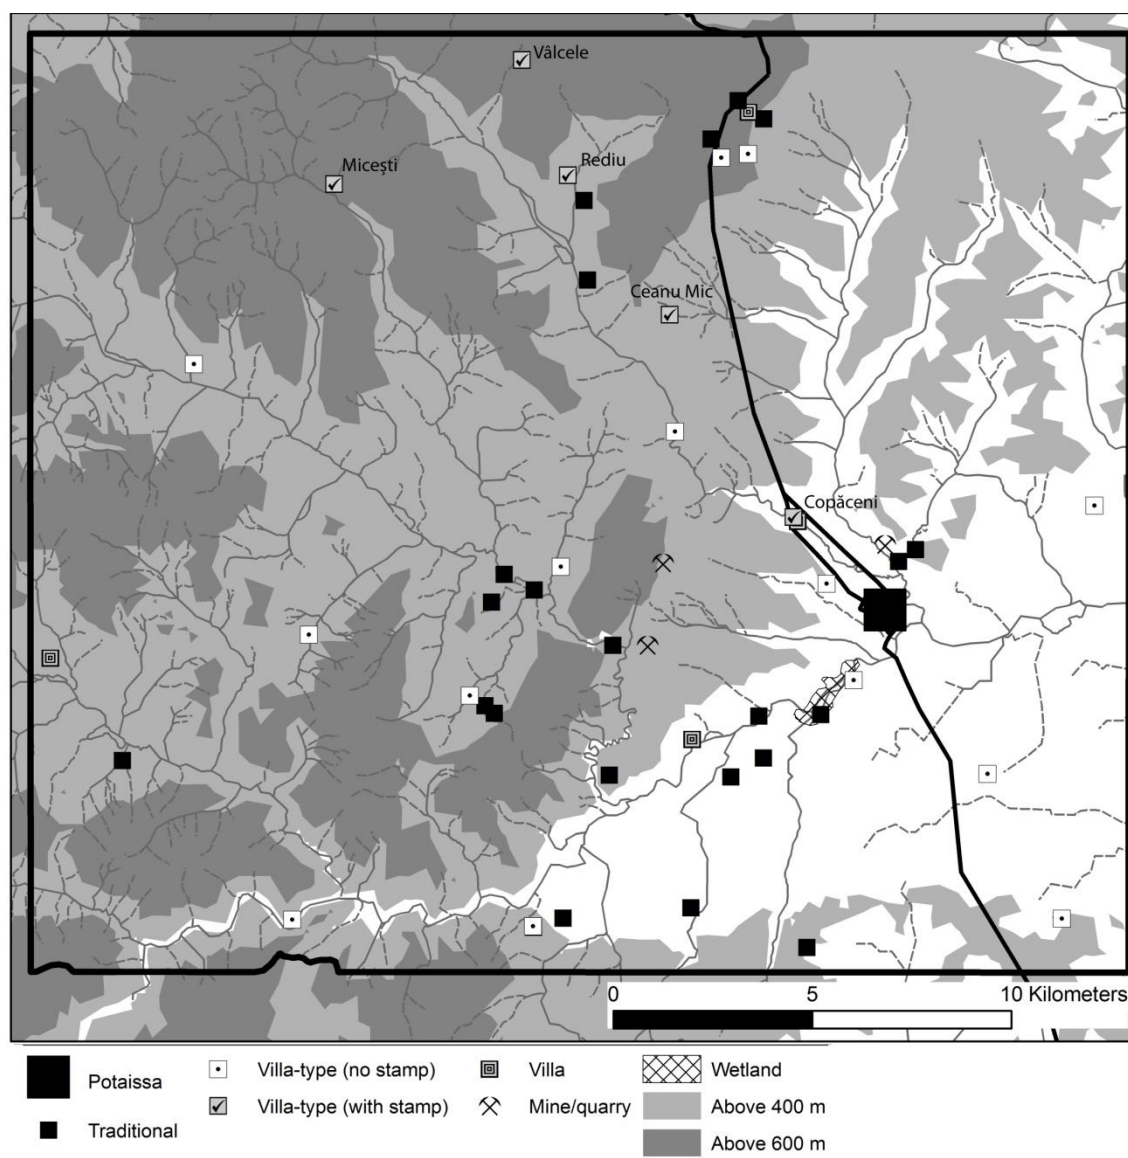 Vâlcele
Micești
Rediu
Ceanu Mic
Copăceni
0 5 10 Kilometers
Potaissa
Traditional
Villa-type (no stamp)
Villa-type (with stamp)
Villa
Mine/quarry
Wetland
Above 400 m
Above 600 m